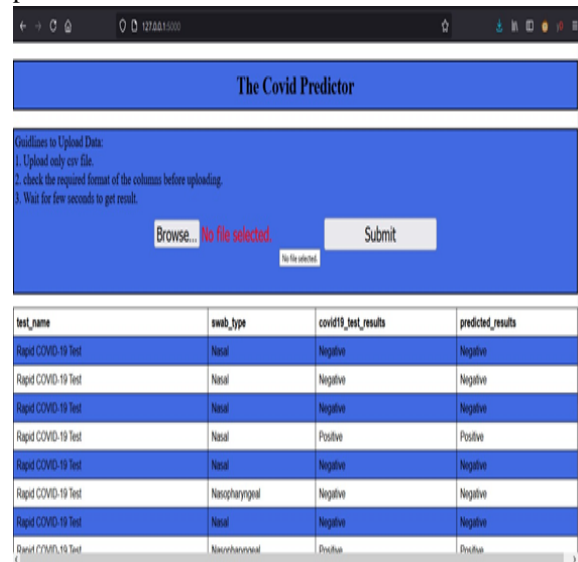 127.0.0.1:5000
The Covid Predictor
Guidlines to Upload Data:
1. Upload only csv file.
2. check the required format of the columns before uploading.
3. Wait for few seconds to get result.
Browse... No file selected. Submit
No file selected.
test_name swab_type covid19_test_results predicted_results
Rapid COVID-19 Test Nasal Negative Negative
Rapid COVID-19 Test Nasal Negative Negative
Rapid COVID-19 Test Nasal Negative Negative
Rapid COVID-19 Test Nasal Positive Positive
Rapid COVID-19 Test Nasal Negative Negative
Rapid COVID-19 Test Nasopharyngeal Negative Negative
Rapid COVID-19 Test Nasal Negative Negative
Rapid COVID-19 Test Nasopharyngeal Positive Positive